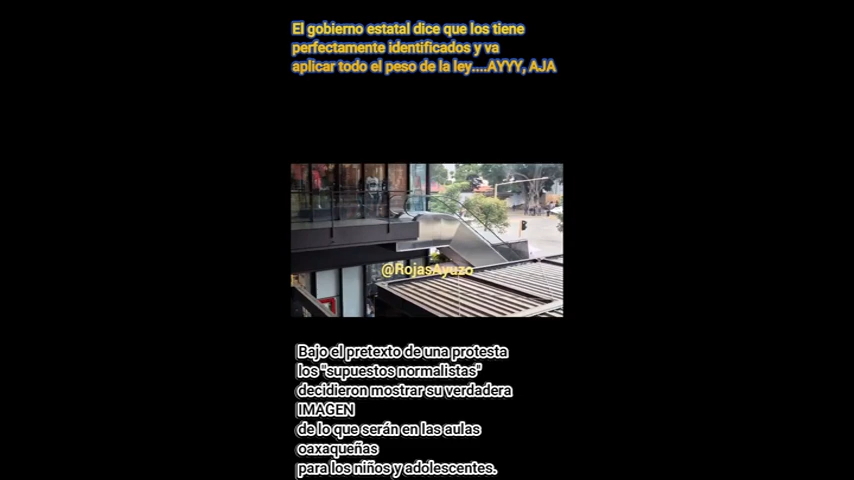 El gobierno estatal dice que los tiene
perfectamente identificados y va
aplicar todo el peso de la ley....AYYY, AJA
@RojasAyuzo
Bajo el pretexto de una protesta
los "supuestos normalistas"
decidieron mostrar su verdadera
IMAGEN
de lo que serán en las aulas
oaxaqueñas
para los niños y adolescentes.